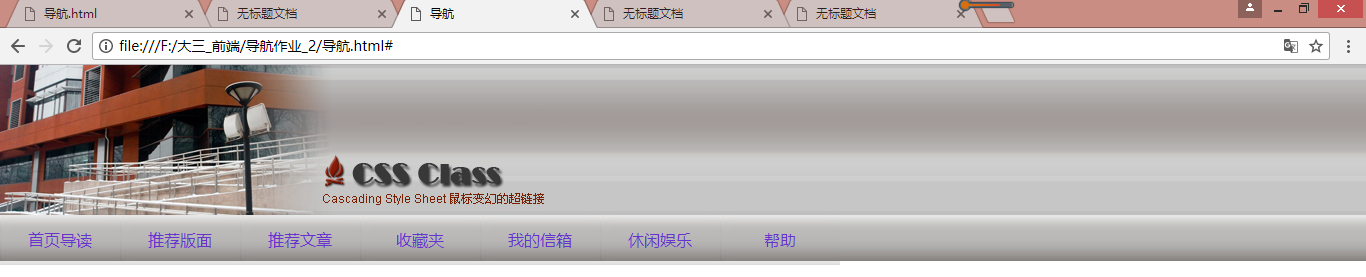 导航.html
无标题文档
导航
无标题文档
无标题文档
file:///F:/大三_前端/导航作业_2/导航.html#
CSS Class
Cascading Style Sheet 鼠标变幻的超链接
首页导读 推荐版面 推荐文章 收藏夹 我的信箱 休闲娱乐 帮助